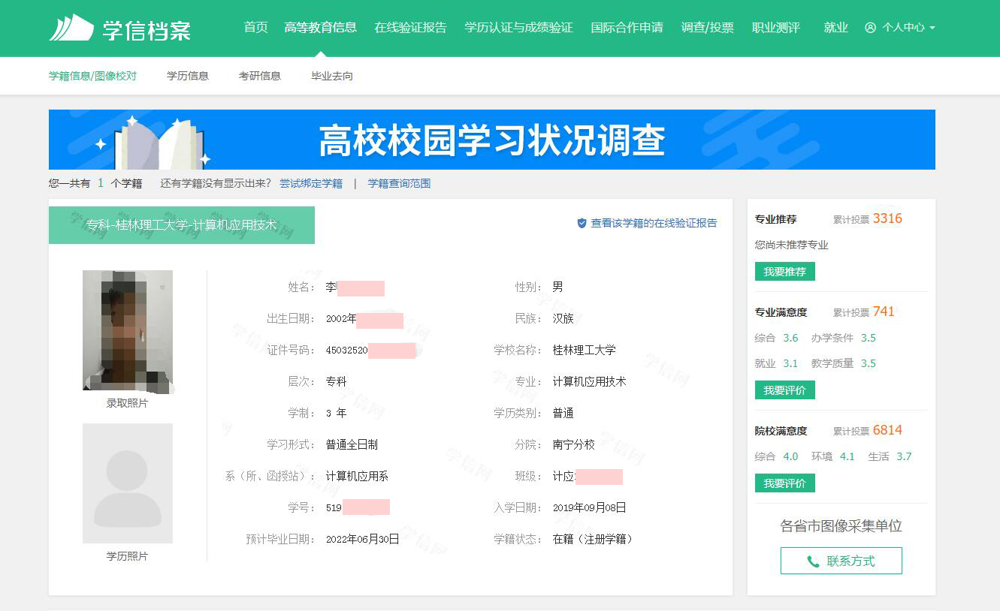 学信档案 首页 高等教育信息 在线验证报告 学历认证与成绩验证 国际合作申请 调查/投票 职业测评 就业 个人中心
学籍信息/图像校对 学历信息 考研信息 毕业去向
高校校园学习状况调查
您一共有 1 个学籍 还有学籍没有显示出来? 尝试绑定学籍 | 学籍查询范围
专科-桂林理工大学-计算机应用技术
查看该学籍的在线验证报告
录取照片
学历照片
姓名: 李 性别: 男
出生日期: 2002年 民族: 汉族
证件号码: 45032520 学校名称: 桂林理工大学
层次: 专科 专业: 计算机应用技术
学制: 3 年 学历类别: 普通
学习形式: 普通全日制 分院: 南宁分校
系(所、函授站): 计算机应用系 班级: 计应
学号: 519 入学日期: 2019年09月08日
预计毕业日期: 2022年06月30日 学籍状态: 在籍(注册学籍)
专业推荐 累计投票 3316
您尚未推荐专业
我要推荐
专业满意度 累计投票 741
综合 3.6 办学条件 3.5
就业 3.1 教学质量 3.5
我要评价
院校满意度 累计投票 6814
综合 4.0 环境 4.1 生活 3.7
我要评价
各省市图像采集单位
联系方式
学信网